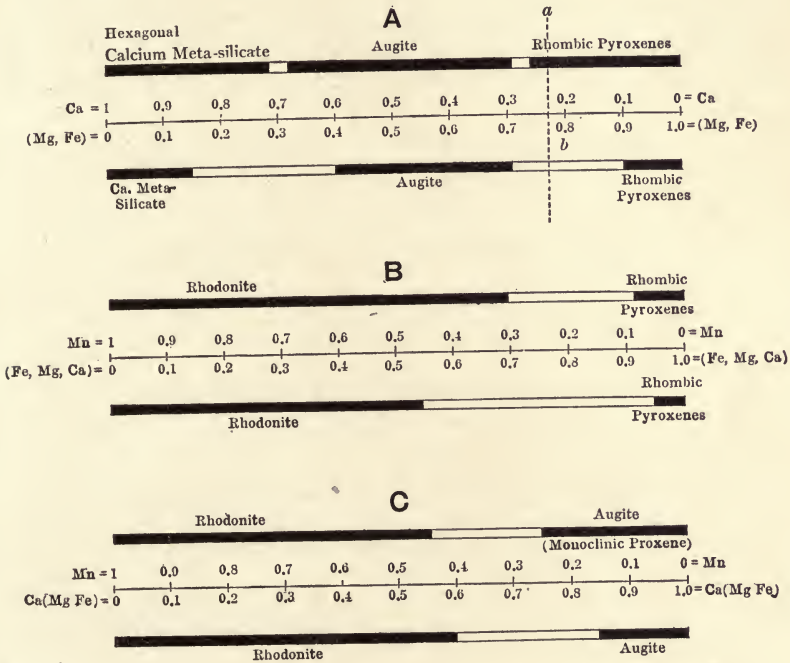 A
a
Hexagonal
Calcium Meta-silicate
Augite
Rhombic Pyroxenes
Ca = 1 0,9 0,8 0,7 0,6 0,5 0,4 0,3 0,2 0,1 0 = Ca
(Mg, Fe) = 0 0,1 0,2 0,3 0,4 0,5 0,6 0,7 0,8 0,9 1,0 = (Mg, Fe)
b
Ca. Meta-
Silicate
Augite
Rhombic
Pyroxenes
B
Rhodonite
Rhombic
Pyroxenes
Mn = 1 0,9 0,8 0,7 0,6 0,5 0,4 0,3 0,2 0,1 0 = Mn
(Fe, Mg, Ca) = 0 0,1 0,2 0,3 0,4 0,5 0,6 0,7 0,8 0,9 1,0 = (Fe, Mg, Ca)
Rhodonite
Rhombic
Pyroxenes
C
Rhodonite
Augite
(Monoclinic Proxene)
Mn = 1 0,0 0,8 0,7 0,6 0,5 0,4 0,3 0,2 0,1 0 = Mn
Ca(Mg Fe) = 0 0,1 0,2 0,3 0,4 0,5 0,6 0,7 0,8 0,9 1,0 = Ca(Mg Fe)
Rhodonite
Augite